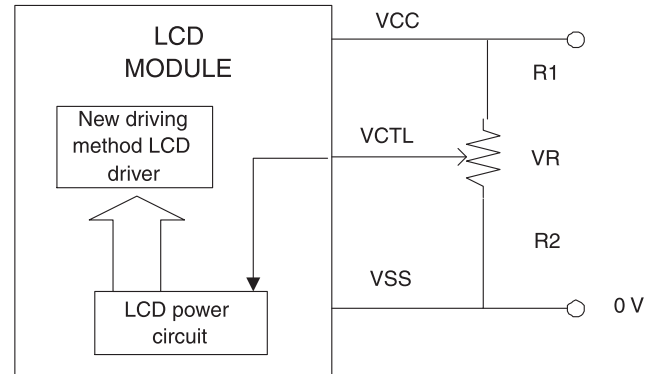 LCD
MODULE
New driving
method LCD
driver
LCD power
circuit
VCC
R1
VCTL
VR
R2
VSS
0 V